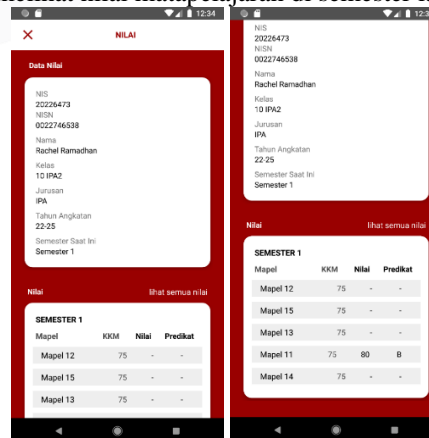 12:34
NILAI
Data Nilai
NIS
20226473
NISN
0022746538
Nama
Rachel Ramadhan
Kelas
10 IPA2
Jurusan
IPA
Tahun Angkatan
22-25
Semester Saat Ini
Semester 1
Nilai lihat semua nilai
SEMESTER 1
Mapel KKM Nilai Predikat
Mapel 12 75 - -
Mapel 15 75 - -
Mapel 13 75 - -
NIS
20226473
NISN
0022746538
Nama
Rachel Ramadhan
Kelas
10 IPA2
Jurusan
IPA
Tahun Angkatan
22-25
Semester Saat Ini
Semester 1
Nilai lihat semua nilai
SEMESTER 1
Mapel KKM Nilai Predikat
Mapel 12 75 - -
Mapel 15 75 - -
Mapel 13 75 - -
Mapel 11 75 80 B
Mapel 14 75 - -